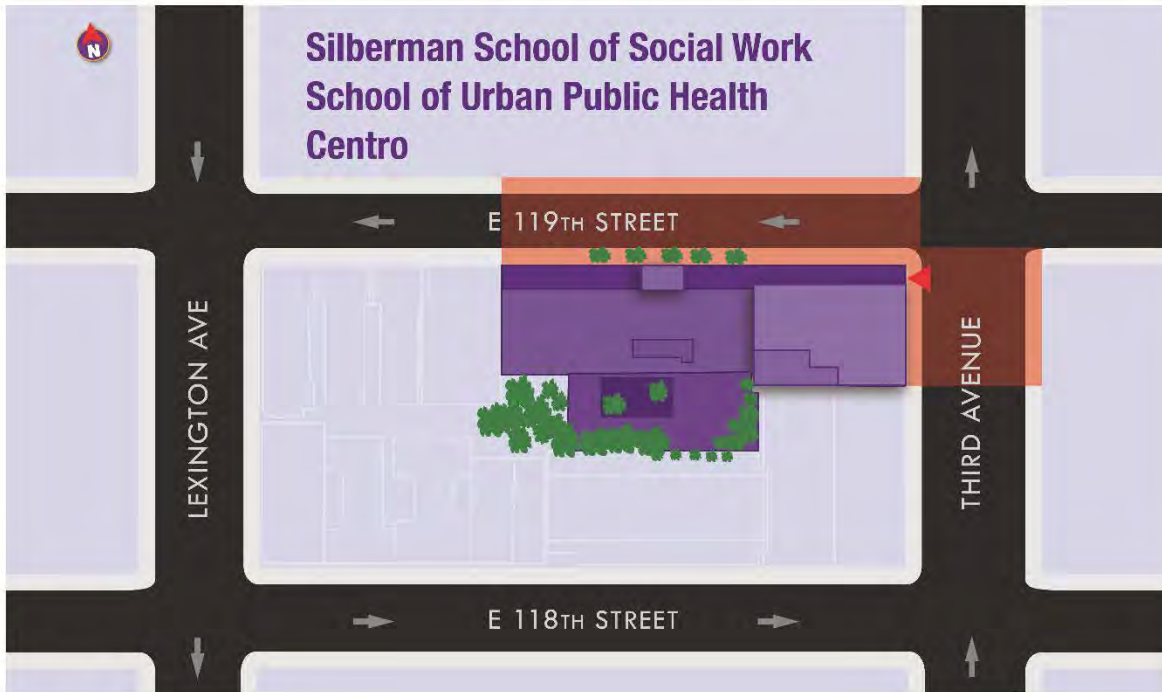 N
Silberman School of Social Work
School of Urban Public Health
Centro
E 119TH STREET
LEXINGTON AVE
THIRD AVENUE
E 118TH STREET